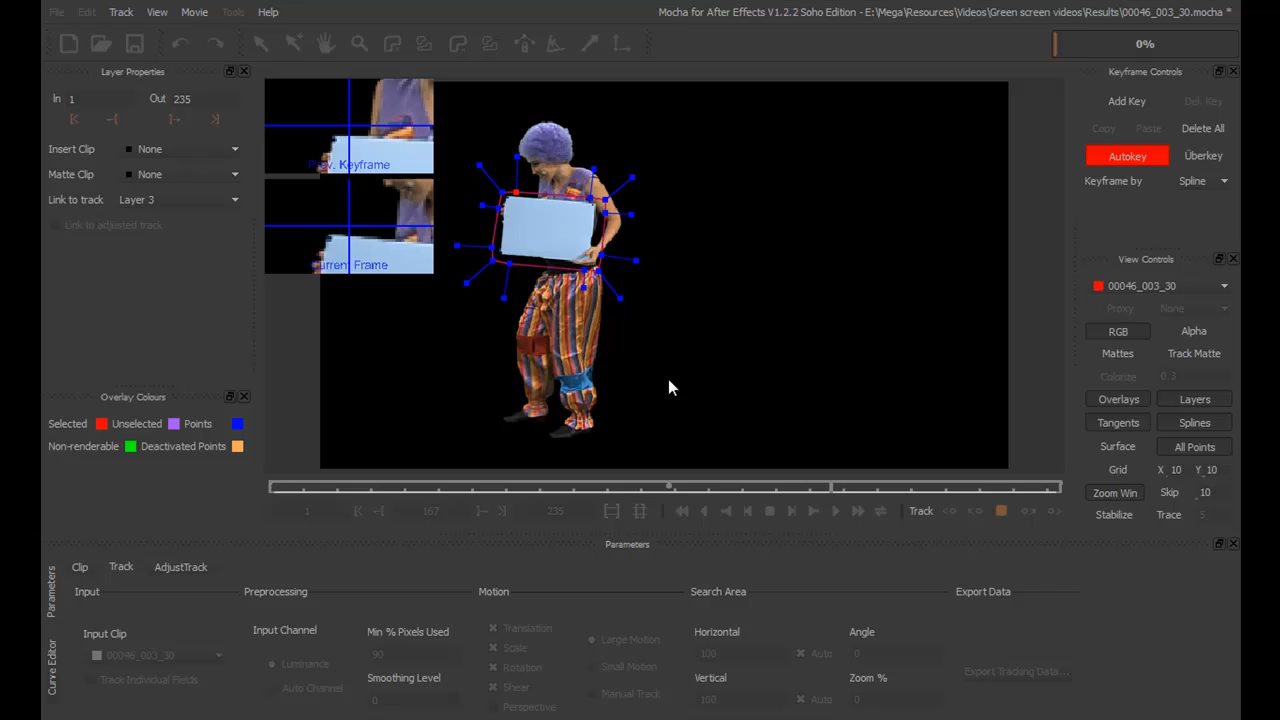 File Edit Track View Movie Tools Help Mocha for After Effects V1.2.2 Soho Edition - E:\Mega\Resources\Videos\Green screen videos\Results\00046_003_30.mocha *
0%
Layer Properties
In 1 Out 235
Insert Clip None
Matte Clip None
Link to track Layer 3
Link to adjusted track
Overlay Colours
Selected Unselected Points
Non-renderable Deactivated Points
Prev. Keyframe
Current Frame
Keyframe Controls
Add Key Del. Key
Copy Paste Delete All
Autokey Überkey
Keyframe by Spline
View Controls
00046_003_30
Proxy None
RGB Alpha
Mattes Track Matte
Colorize 0.3
Overlays Layers
Tangents Splines
Surface All Points
Grid X 10 Y 10
Zoom Win Skip 10
Stabilize Trace 5
1 167 235 Track
Parameters
Parameters
Curve Editor
Clip Track AdjustTrack
Input Preprocessing Motion Search Area Export Data
Input Clip
00046_003_30
Track Individual Fields
Input Channel
Luminance
Auto Channel
Min % Pixels Used
90
Smoothing Level
0
Translation
Scale
Rotation
Shear
Perspective
Large Motion
Small Motion
Manual Track
Horizontal
100 Auto
Vertical
100 Auto
Angle
0
Zoom %
0
Export Tracking Data...